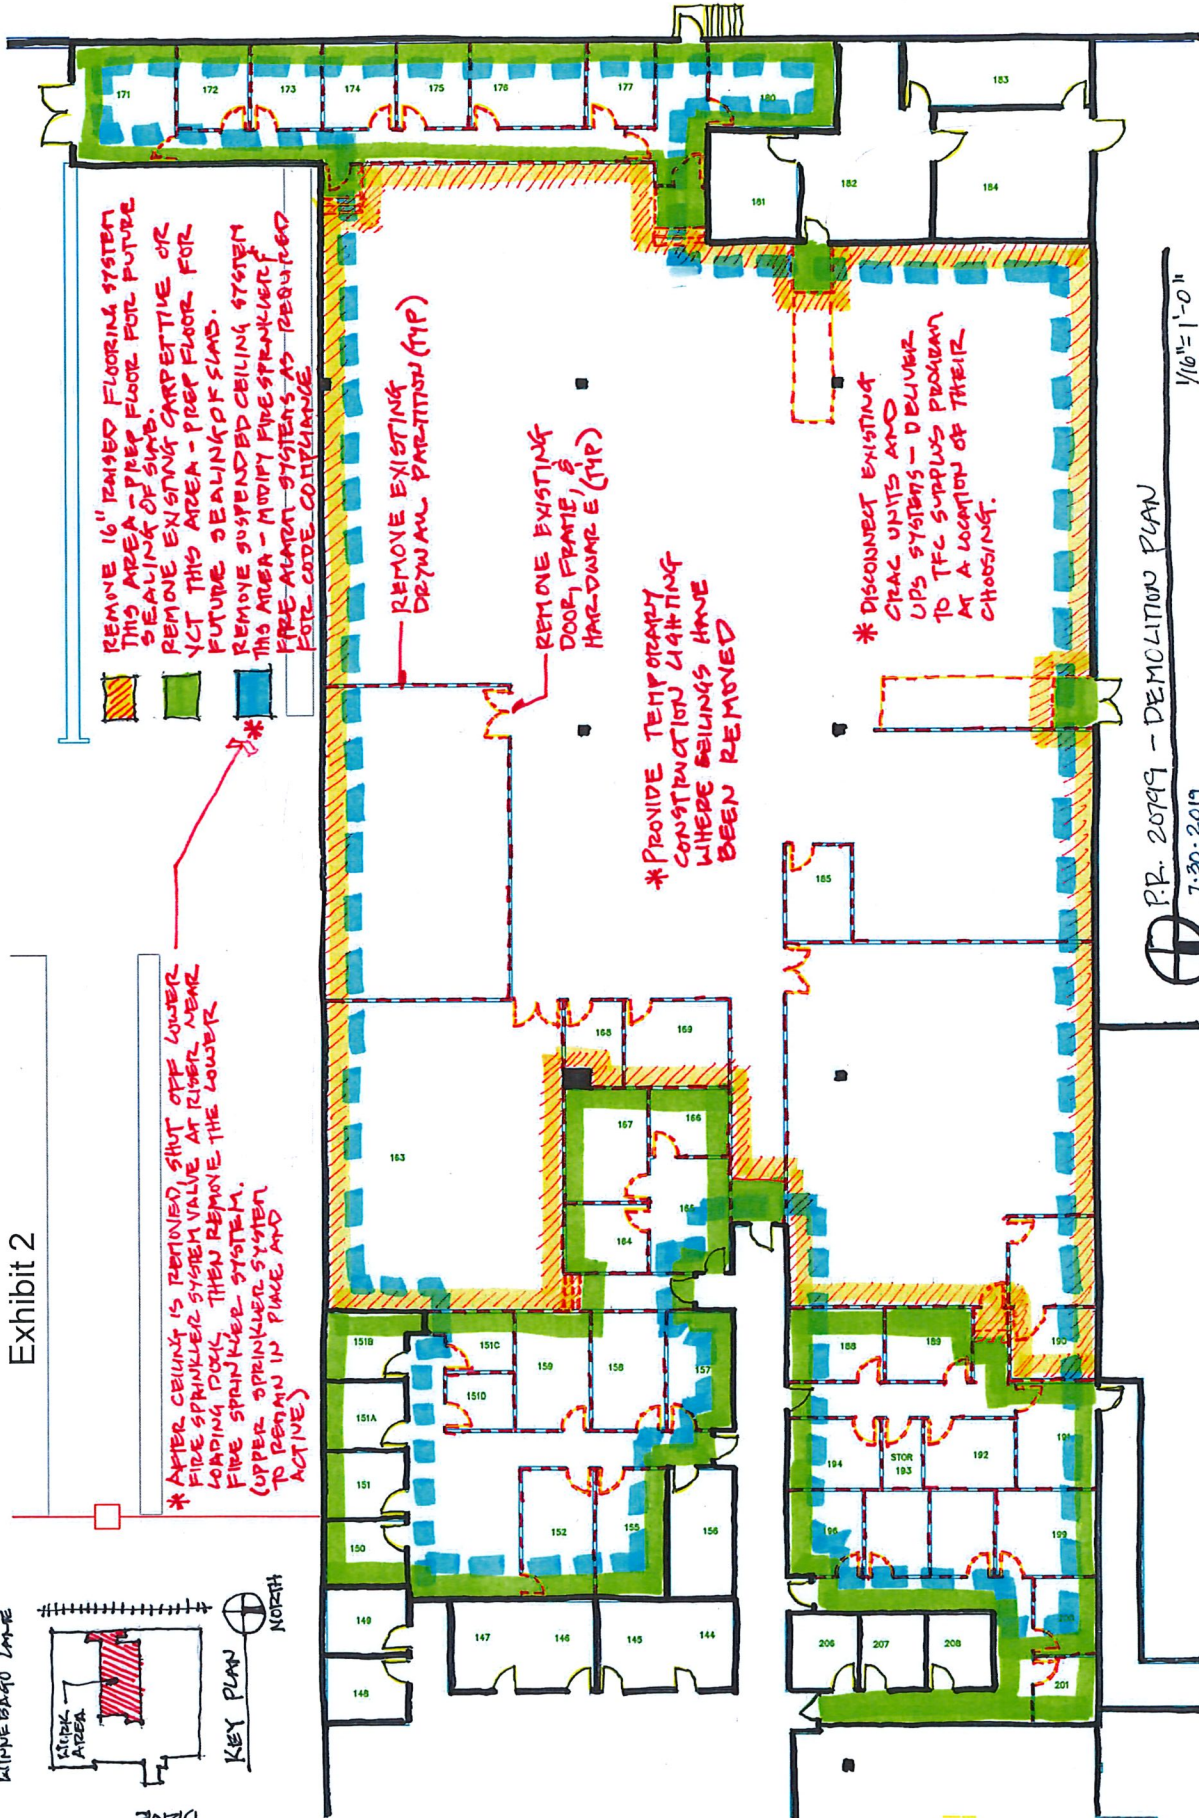 Exhibit 2
WINNEBAGO LANE
WORK
AREA
KEY PLAN
NORTH
* AFTER CEILING IS REMOVED, SHUT OFF LOWER
FIRE SPRINKLER SYSTEM VALVE AT RISER NEAR
LOADING DOCK, THEN REMOVE THE LOWER
FIRE SPRINKLER SYSTEM.
(UPPER SPRINKLER SYSTEM
TO REMAIN IN PLACE AND
ACTIVE)
REMOVE 16" RAISED FLOORING SYSTEM
THIS AREA - PREP FLOOR FOR FUTURE
SEALING OF SLAB.
REMOVE EXISTING CARPET TILE OR
VCT THIS AREA - PREP FLOOR FOR
FUTURE SEALING OF SLAB.
*
REMOVE SUSPENDED CEILING SYSTEM
THIS AREA - MODIFY FIRE SPRINKLER &
FIRE ALARM SYSTEMS AS REQUIRED
FOR CODE COMPLIANCE
REMOVE EXISTING
DRYWALL PARTITION (TYP)
REMOVE EXISTING
DOOR, FRAME, &
HARDWARE (TYP)
* PROVIDE TEMPORARY
CONSTRUCTION LIGHTING
WHERE CEILINGS HAVE
BEEN REMOVED
* DISCONNECT EXISTING
CRAC UNITS AND
UPS SYSTEMS - DELIVER
TO TFC SURPLUS PROGRAM
AT A LOCATION OF THEIR
CHOOSING.
148
149
150
151
151A
151B
151C
151D
147
146
145
144
152
155
156
157
158
159
163
164
165
166
167
168
169
171
172
173
174
175
176
177
180
181
182
183
184
185
188
189
190
191
192
STOR
193
194
196
199
200
201
206
207
208
P.R. 20799 - DEMOLITION PLAN
7.30.2019
1/16"=1'-0"